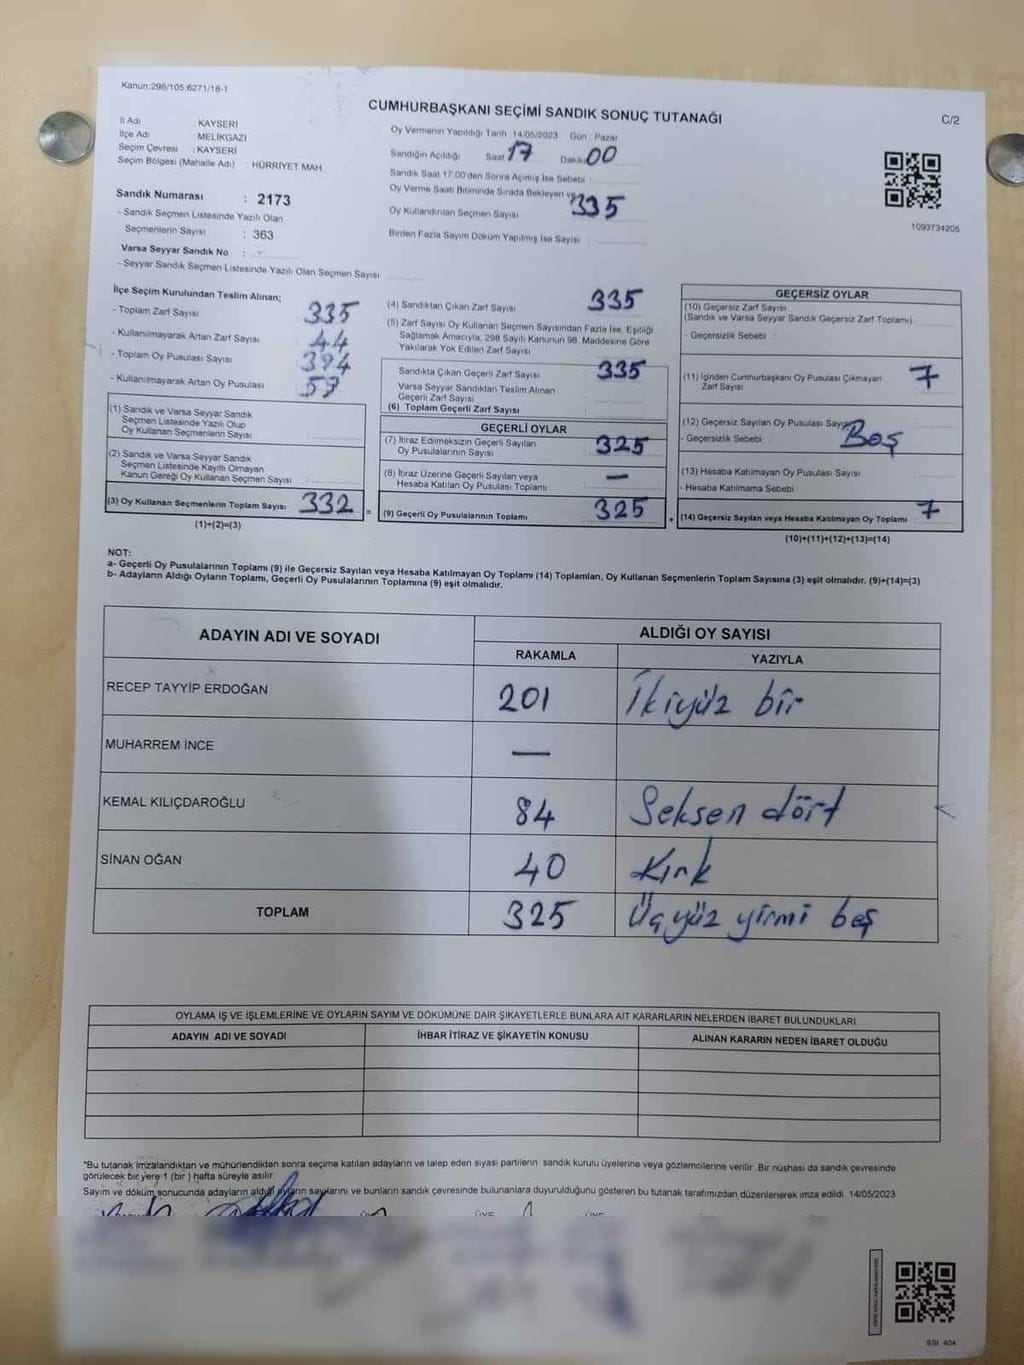 Kanun:298/105,6271/18-1
CUMHURBAŞKANI SEÇİMİ SANDIK SONUÇ TUTANAĞI
C/2
İl Adı : KAYSERİ
İlçe Adı : MELİKGAZİ
Seçim Çevresi : KAYSERİ
Seçim Bölgesi (Mahalle Adı) : HÜRRİYET MAH.
Oy Vermenin Yapıldığı Tarih :14/05/2023 Gün : Pazar
Sandığın Açıldığı Saat 17 Dakika 00
Sandık Saat 17:00'den Sonra Açmış İse Sebebi :
Oy Verme Saati Bitiminde Sırada Bekleyen ve
Oy Kullandırılan Seçmen Sayısı 335
Birden Fazla Sayım Döküm Yapılmış İse Sayısı :
1093734205
Sandık Numarası : 2173
- Sandık Seçmen Listesinde Yazılı Olan
Seçmenlerin Sayısı : 363
Varsa Seyyar Sandık No : -
- Seyyar Sandık Seçmen Listesinde Yazılı Olan Seçmen Sayısı
İlçe Seçim Kurulundan Teslim Alınan;
- Toplam Zarf Sayısı 335
- Kullanılmayarak Artan Zarf Sayısı 44
- Toplam Oy Pusulası Sayısı 394
- Kullanılmayarak Artan Oy Pusulası 59
(1) Sandık ve Varsa Seyyar Sandık
Seçmen Listesinde Yazılı Olup
Oy Kullanan Seçmenlerin Sayısı :
(2) Sandık ve Varsa Seyyar Sandık
Seçmen Listesinde Kayıtlı Olmayan
Kanun Gereği Oy Kullanan Seçmen Sayısı :
(3) Oy Kullanan Seçmenlerin Toplam Sayısı 332
(1)+(2)=(3)
=
(4) Sandıktan Çıkan Zarf Sayısı 335
(5) Zarf Sayısı Oy Kullanan Seçmen Sayısından Fazla İse, Eşitliği
Sağlamak Amacıyla, 298 Sayılı Kanunun 98. Maddesine Göre
Yakılarak Yok Edilen Zarf Sayısı
Sandıkta Çıkan Geçerli Zarf Sayısı 335
Varsa Seyyar Sandıktan Teslim Alınan
Geçerli Zarf Sayısı
(6) Toplam Geçerli Zarf Sayısı
GEÇERLİ OYLAR
(7) İtiraz Edilmeksizin Geçerli Sayılan
Oy Pusulalarının Sayısı 325
(8) İtiraz Üzerine Geçerli Sayılan veya
Hesaba Katılan Oy Pusulası Toplamı —
(9) Geçerli Oy Pusulalarının Toplamı 325
+
GEÇERSİZ OYLAR
(10) Geçersiz Zarf Sayısı
(Sandık ve Varsa Seyyar Sandık Geçersiz Zarf Toplamı)
- Geçersizlik Sebebi :
(11) İçinden Cumhurbaşkanı Oy Pusulası Çıkmayan
Zarf Sayısı 7
(12) Geçersiz Sayılan Oy Pusulası Sayısı
- Geçersizlik Sebebi : Boş
(13) Hesaba Katılmayan Oy Pusulası Sayısı
- Hesaba Katılmama Sebebi :
(14) Geçersiz Sayılan veya Hesaba Katılmayan Oy Toplamı : 7
(10)+(11)+(12)+(13)=(14)
NOT:
a- Geçerli Oy Pusulalarının Toplamı (9) ile Geçersiz Sayılan veya Hesaba Katılmayan Oy Toplamı (14) Toplamları, Oy Kullanan Seçmenlerin Toplam Sayısına (3) eşit olmalıdır. (9)+(14)=(3)
b- Adayların Aldığı Oyların Toplamı, Geçerli Oy Pusulalarının Toplamına (9) eşit olmalıdır.
ADAYIN ADI VE SOYADI
ALDIĞI OY SAYISI
RAKAMLA YAZIYLA
RECEP TAYYİP ERDOĞAN 201 İkiyüz bir
MUHARREM İNCE —
KEMAL KILIÇDAROĞLU 84 Seksen dört
SİNAN OĞAN 40 Kırk
TOPLAM 325 Üçyüz yirmi beş
OYLAMA İŞ VE İŞLEMLERİNE VE OYLARIN SAYIM VE DÖKÜMÜNE DAİR ŞİKAYETLERLE BUNLARA AİT KARARLARIN NELERDEN İBARET BULUNDUKLARI
ADAYIN ADI VE SOYADI İHBAR İTİRAZ VE ŞİKAYETİN KONUSU ALINAN KARARIN NEDEN İBARET OLDUĞU
*Bu tutanak imzalandıktan ve mühürlendikten sonra seçime katılan adayların ve talep eden siyasi partilerin sandık kurulu üyelerine veya gözlemcilerine verilir. Bir nüshası da sandık çevresinde
görülecek bir yere 1 (bir) hafta süreyle asılır.
Sayım ve döküm sonucunda adayların aldığı oyların sayılarını ve bunların sandık çevresinde bulunanlara duyurulduğunu gösteren bu tutanak tarafımızdan düzenlenerek imza edildi. 14/05/2023
ÜYE ÜYE
SSI -404